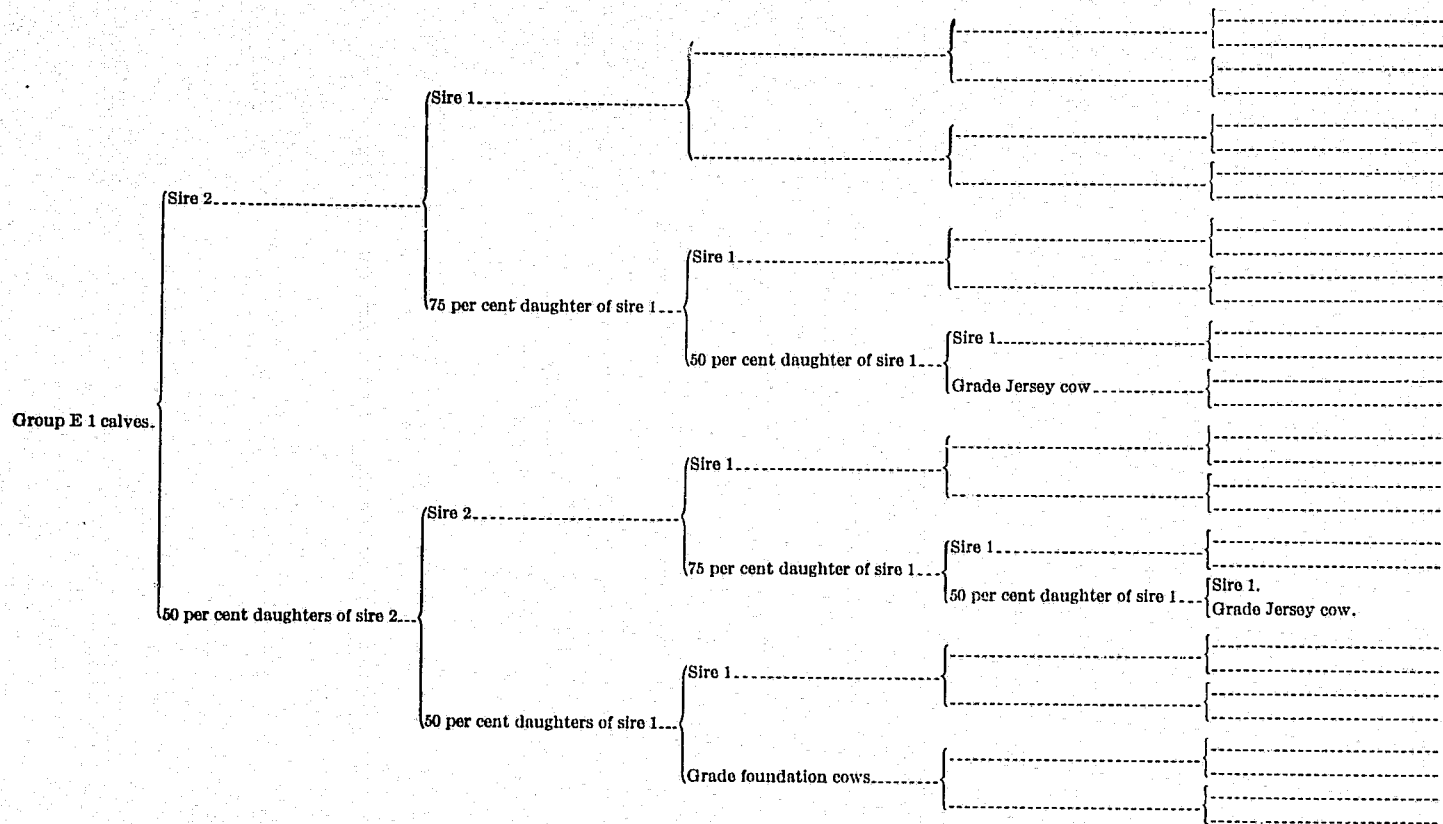 Sire 1
Sire 2
Sire 1
75 per cent daughter of sire 1
Sire 1
50 per cent daughter of sire 1
Grade Jersey cow
Group E 1 calves.
Sire 1
Sire 2
Sire 1
75 per cent daughter of sire 1
50 per cent daughter of sire 1
Sire 1.
Grade Jersey cow.
50 per cent daughters of sire 2
Sire 1
50 per cent daughters of sire 1
Grade foundation cows